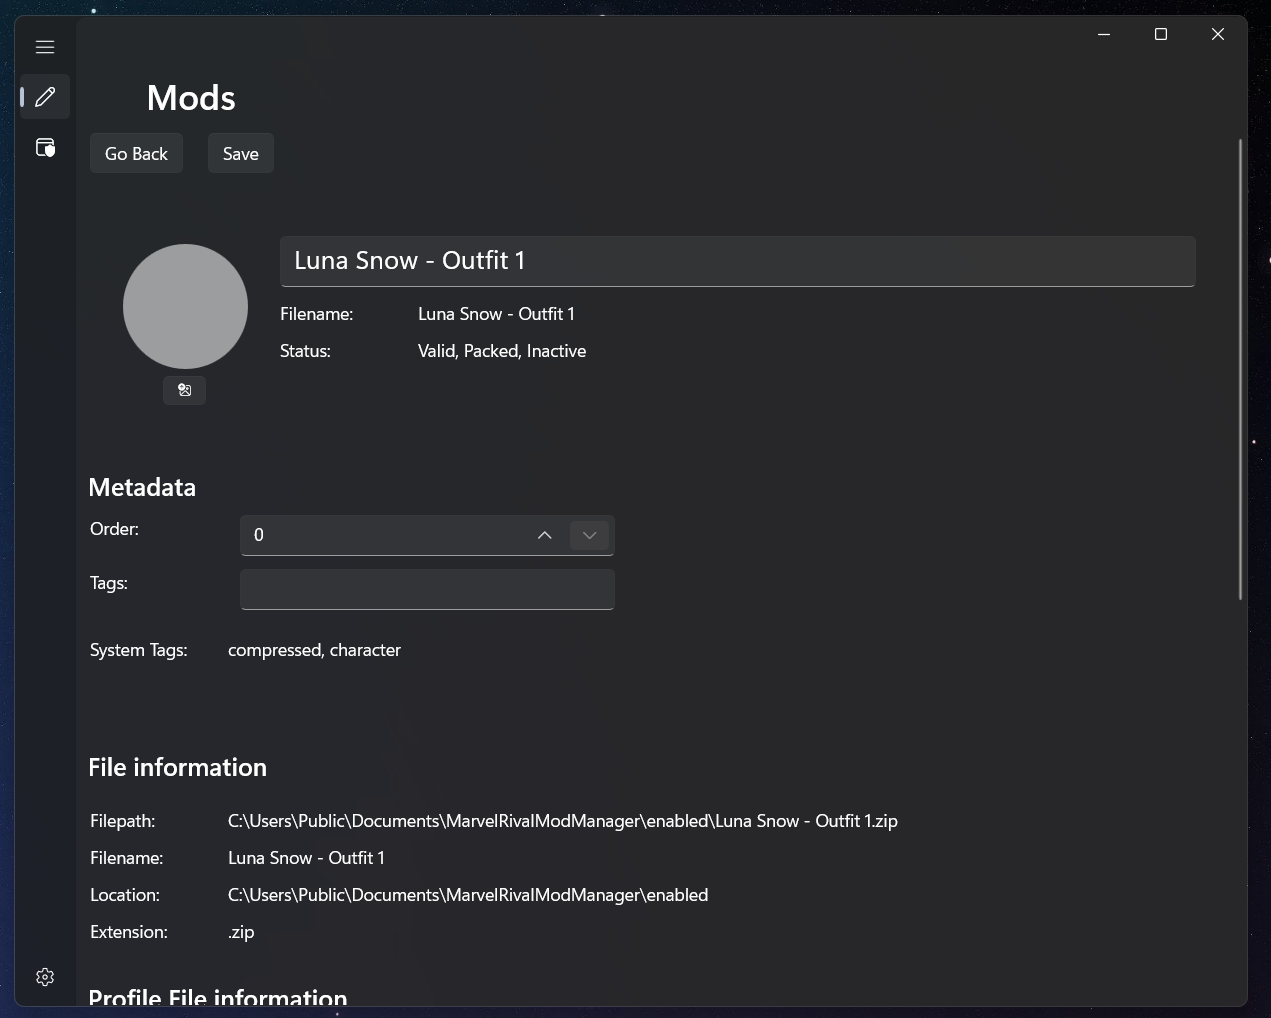 Mods
Go Back
Save
Luna Snow - Outfit 1
Filename: Luna Snow - Outfit 1
Status: Valid, Packed, Inactive
Metadata
Order: 0
Tags:
System Tags: compressed, character
File information
Filepath: C:\Users\Public\Documents\MarvelRivalModManager\enabled\Luna Snow - Outfit 1.zip
Filename: Luna Snow - Outfit 1
Location: C:\Users\Public\Documents\MarvelRivalModManager\enabled
Extension: .zip
Profile File information